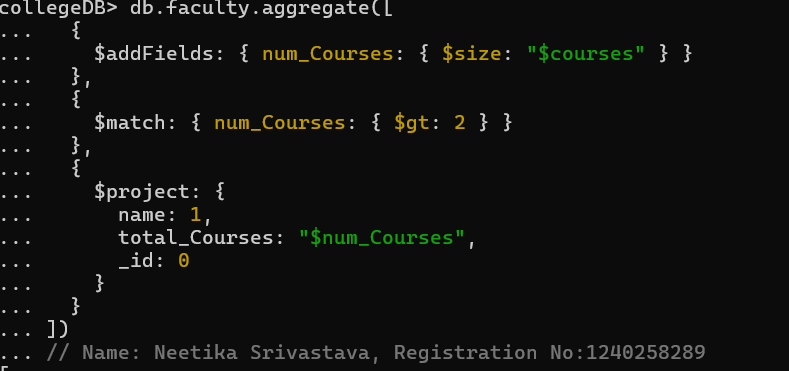 collegeDB> db.faculty.aggregate([
...   {
...     $addFields: { num_Courses: { $size: "$courses" } }
...   },
...   {
...     $match: { num_Courses: { $gt: 2 } }
...   },
...   {
...     $project: {
...       name: 1,
...       total_Courses: "$num_Courses",
...       _id: 0
...     }
...   }
... ])
... // Name: Neetika Srivastava, Registration No:1240258289